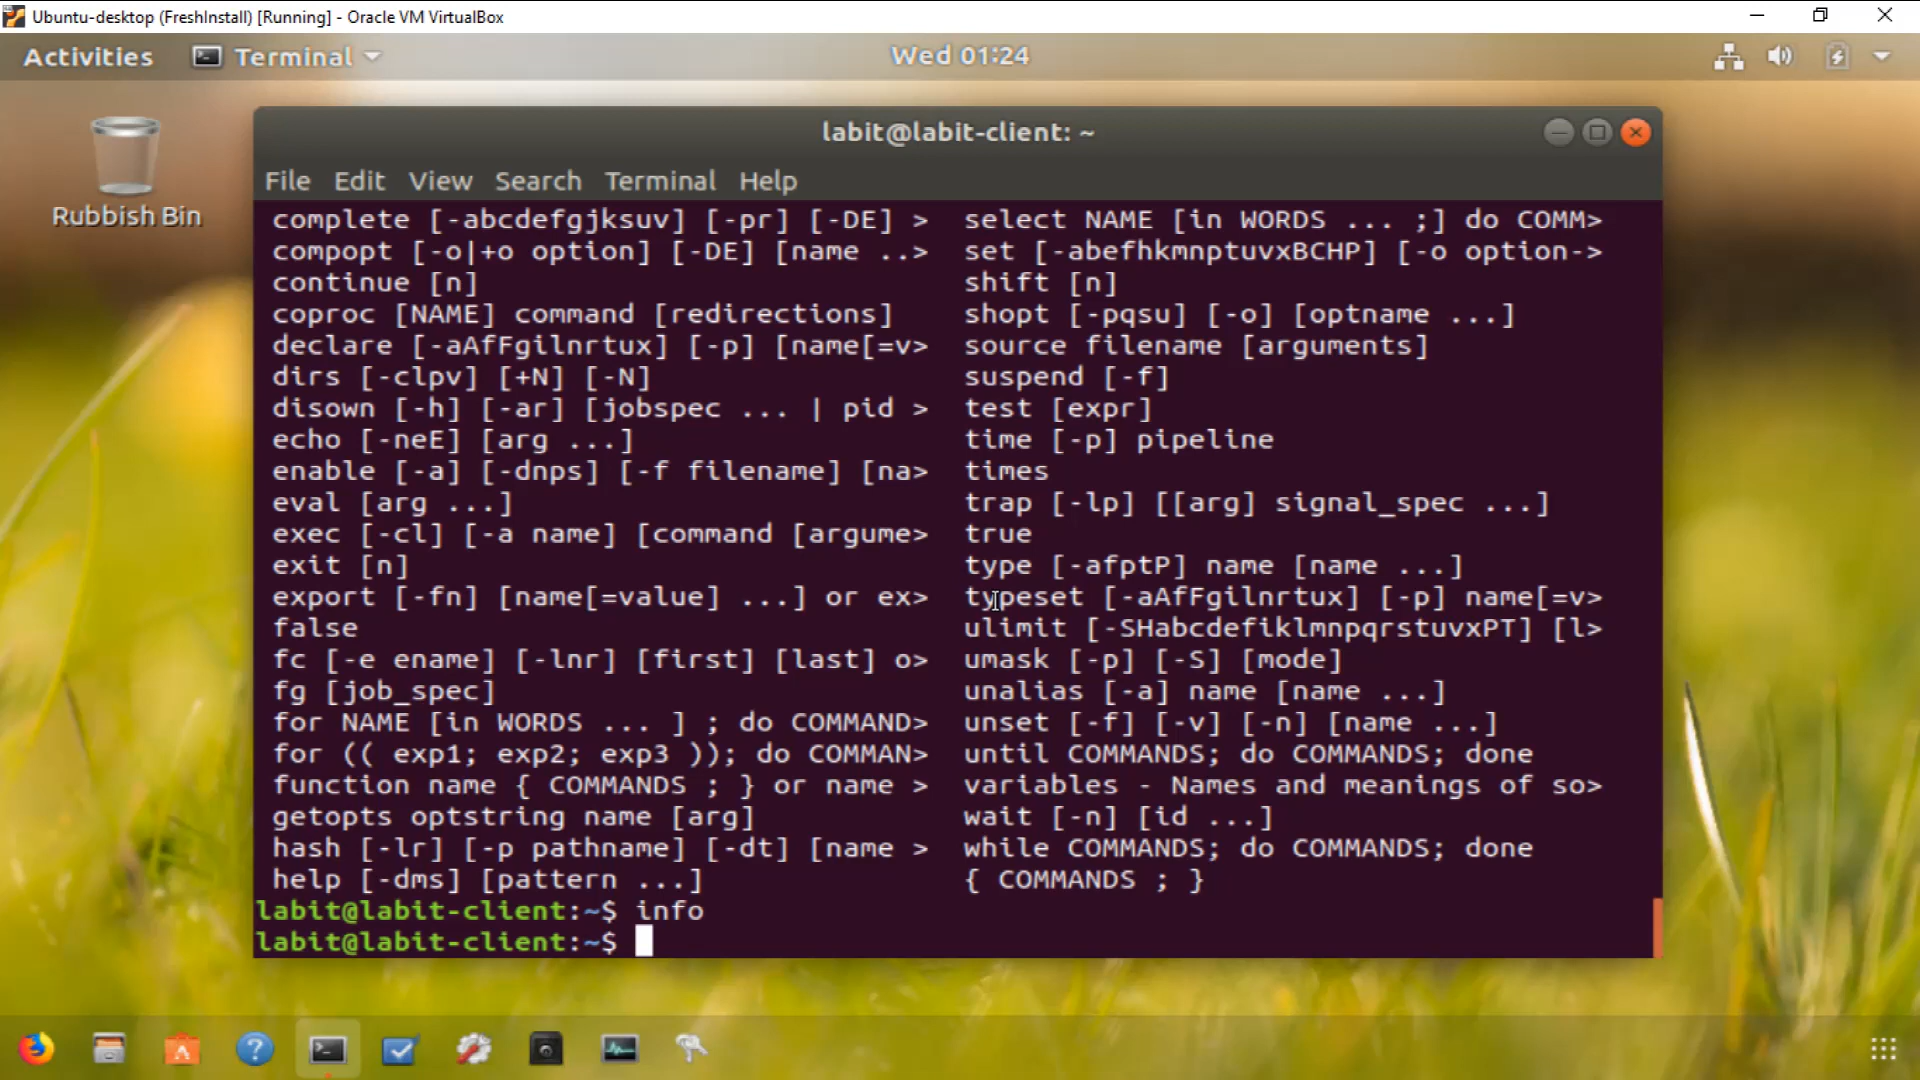 Ubuntu-desktop (FreshInstall) [Running] - Oracle VM VirtualBox
Activities Terminal Wed 01:24
Rubbish Bin
labit@labit-client: ~
File Edit View Search Terminal Help
complete [-abcdefgjksuv] [-pr] [-DE] > select NAME [in WORDS ... ;] do COMM>
compopt [-o|+o option] [-DE] [name ..> set [-abefhkmnptuvxBCHP] [-o option->
continue [n] shift [n]
coproc [NAME] command [redirections] shopt [-pqsu] [-o] [optname ...]
declare [-aAfFgilnrtux] [-p] [name[=v> source filename [arguments]
dirs [-clpv] [+N] [-N] suspend [-f]
disown [-h] [-ar] [jobspec ... | pid > test [expr]
echo [-neE] [arg ...] time [-p] pipeline
enable [-a] [-dnps] [-f filename] [na> times
eval [arg ...] trap [-lp] [[arg] signal_spec ...]
exec [-cl] [-a name] [command [argume> true
exit [n] type [-afptP] name [name ...]
export [-fn] [name[=value] ...] or ex> typeset [-aAfFgilnrtux] [-p] name[=v>
false ulimit [-SHabcdefiklmnpqrstuvxPT] [l>
fc [-e ename] [-lnr] [first] [last] o> umask [-p] [-S] [mode]
fg [job_spec] unalias [-a] name [name ...]
for NAME [in WORDS ... ] ; do COMMAND> unset [-f] [-v] [-n] [name ...]
for (( exp1; exp2; exp3 )); do COMMAN> until COMMANDS; do COMMANDS; done
function name { COMMANDS ; } or name > variables - Names and meanings of so>
getopts optstring name [arg] wait [-n] [id ...]
hash [-lr] [-p pathname] [-dt] [name > while COMMANDS; do COMMANDS; done
help [-dms] [pattern ...] { COMMANDS ; }
labit@labit-client:~$ info
labit@labit-client:~$